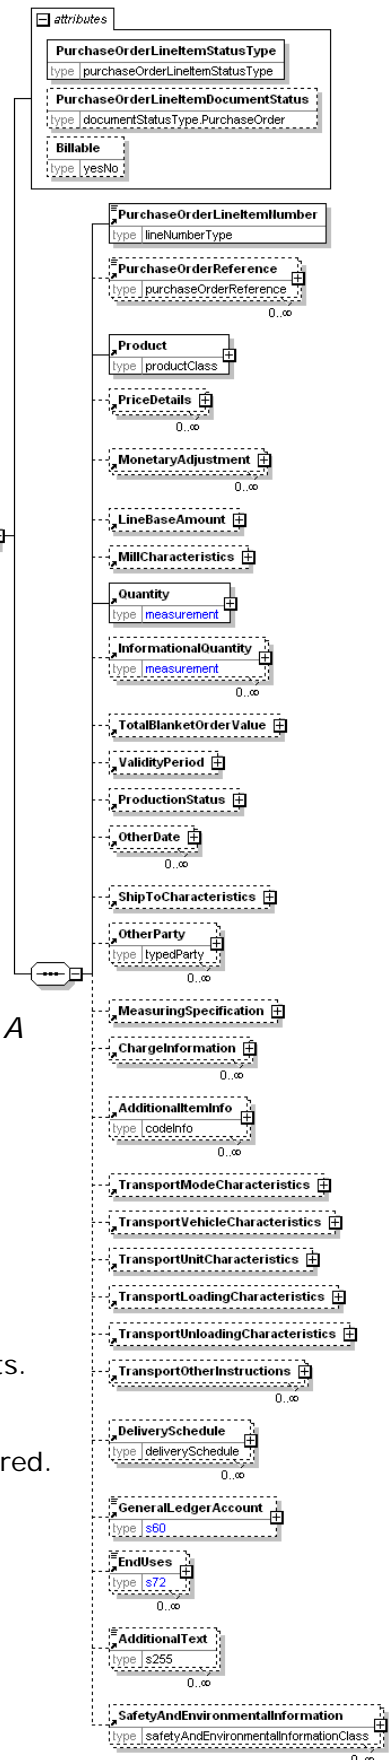 attributes
PurchaseOrderLineItemStatusType
type purchaseOrderLineItemStatusType
PurchaseOrderLineItemDocumentStatus
type documentStatusType.PurchaseOrder
Billable
type yesNo
PurchaseOrderLineItemNumber
type lineNumberType
PurchaseOrderReference
type purchaseOrderReference
0..∞
Product
type productClass
PriceDetails
0..∞
MonetaryAdjustment
0..∞
LineBaseAmount
MillCharacteristics
Quantity
type measurement
InformationalQuantity
type measurement
0..∞
TotalBlanketOrderValue
ValidityPeriod
ProductionStatus
OtherDate
0..∞
ShipToCharacteristics
OtherParty
type typedParty
0..∞
A
MeasuringSpecification
ChargeInformation
0..∞
AdditionalItemInfo
type codeInfo
0..∞
TransportModeCharacteristics
TransportVehicleCharacteristics
TransportUnitCharacteristics
TransportLoadingCharacteristics
TransportUnloadingCharacteristics
ts.
TransportOtherInstructions
0..∞
DeliverySchedule
type deliverySchedule
red.
0..∞
GeneralLedgerAccount
type s60
EndUses
type s72
0..∞
AdditionalText
type s255
0..∞
SafetyAndEnvironmentalInformation
type safetyAndEnvironmentalInformationClass
0..∞